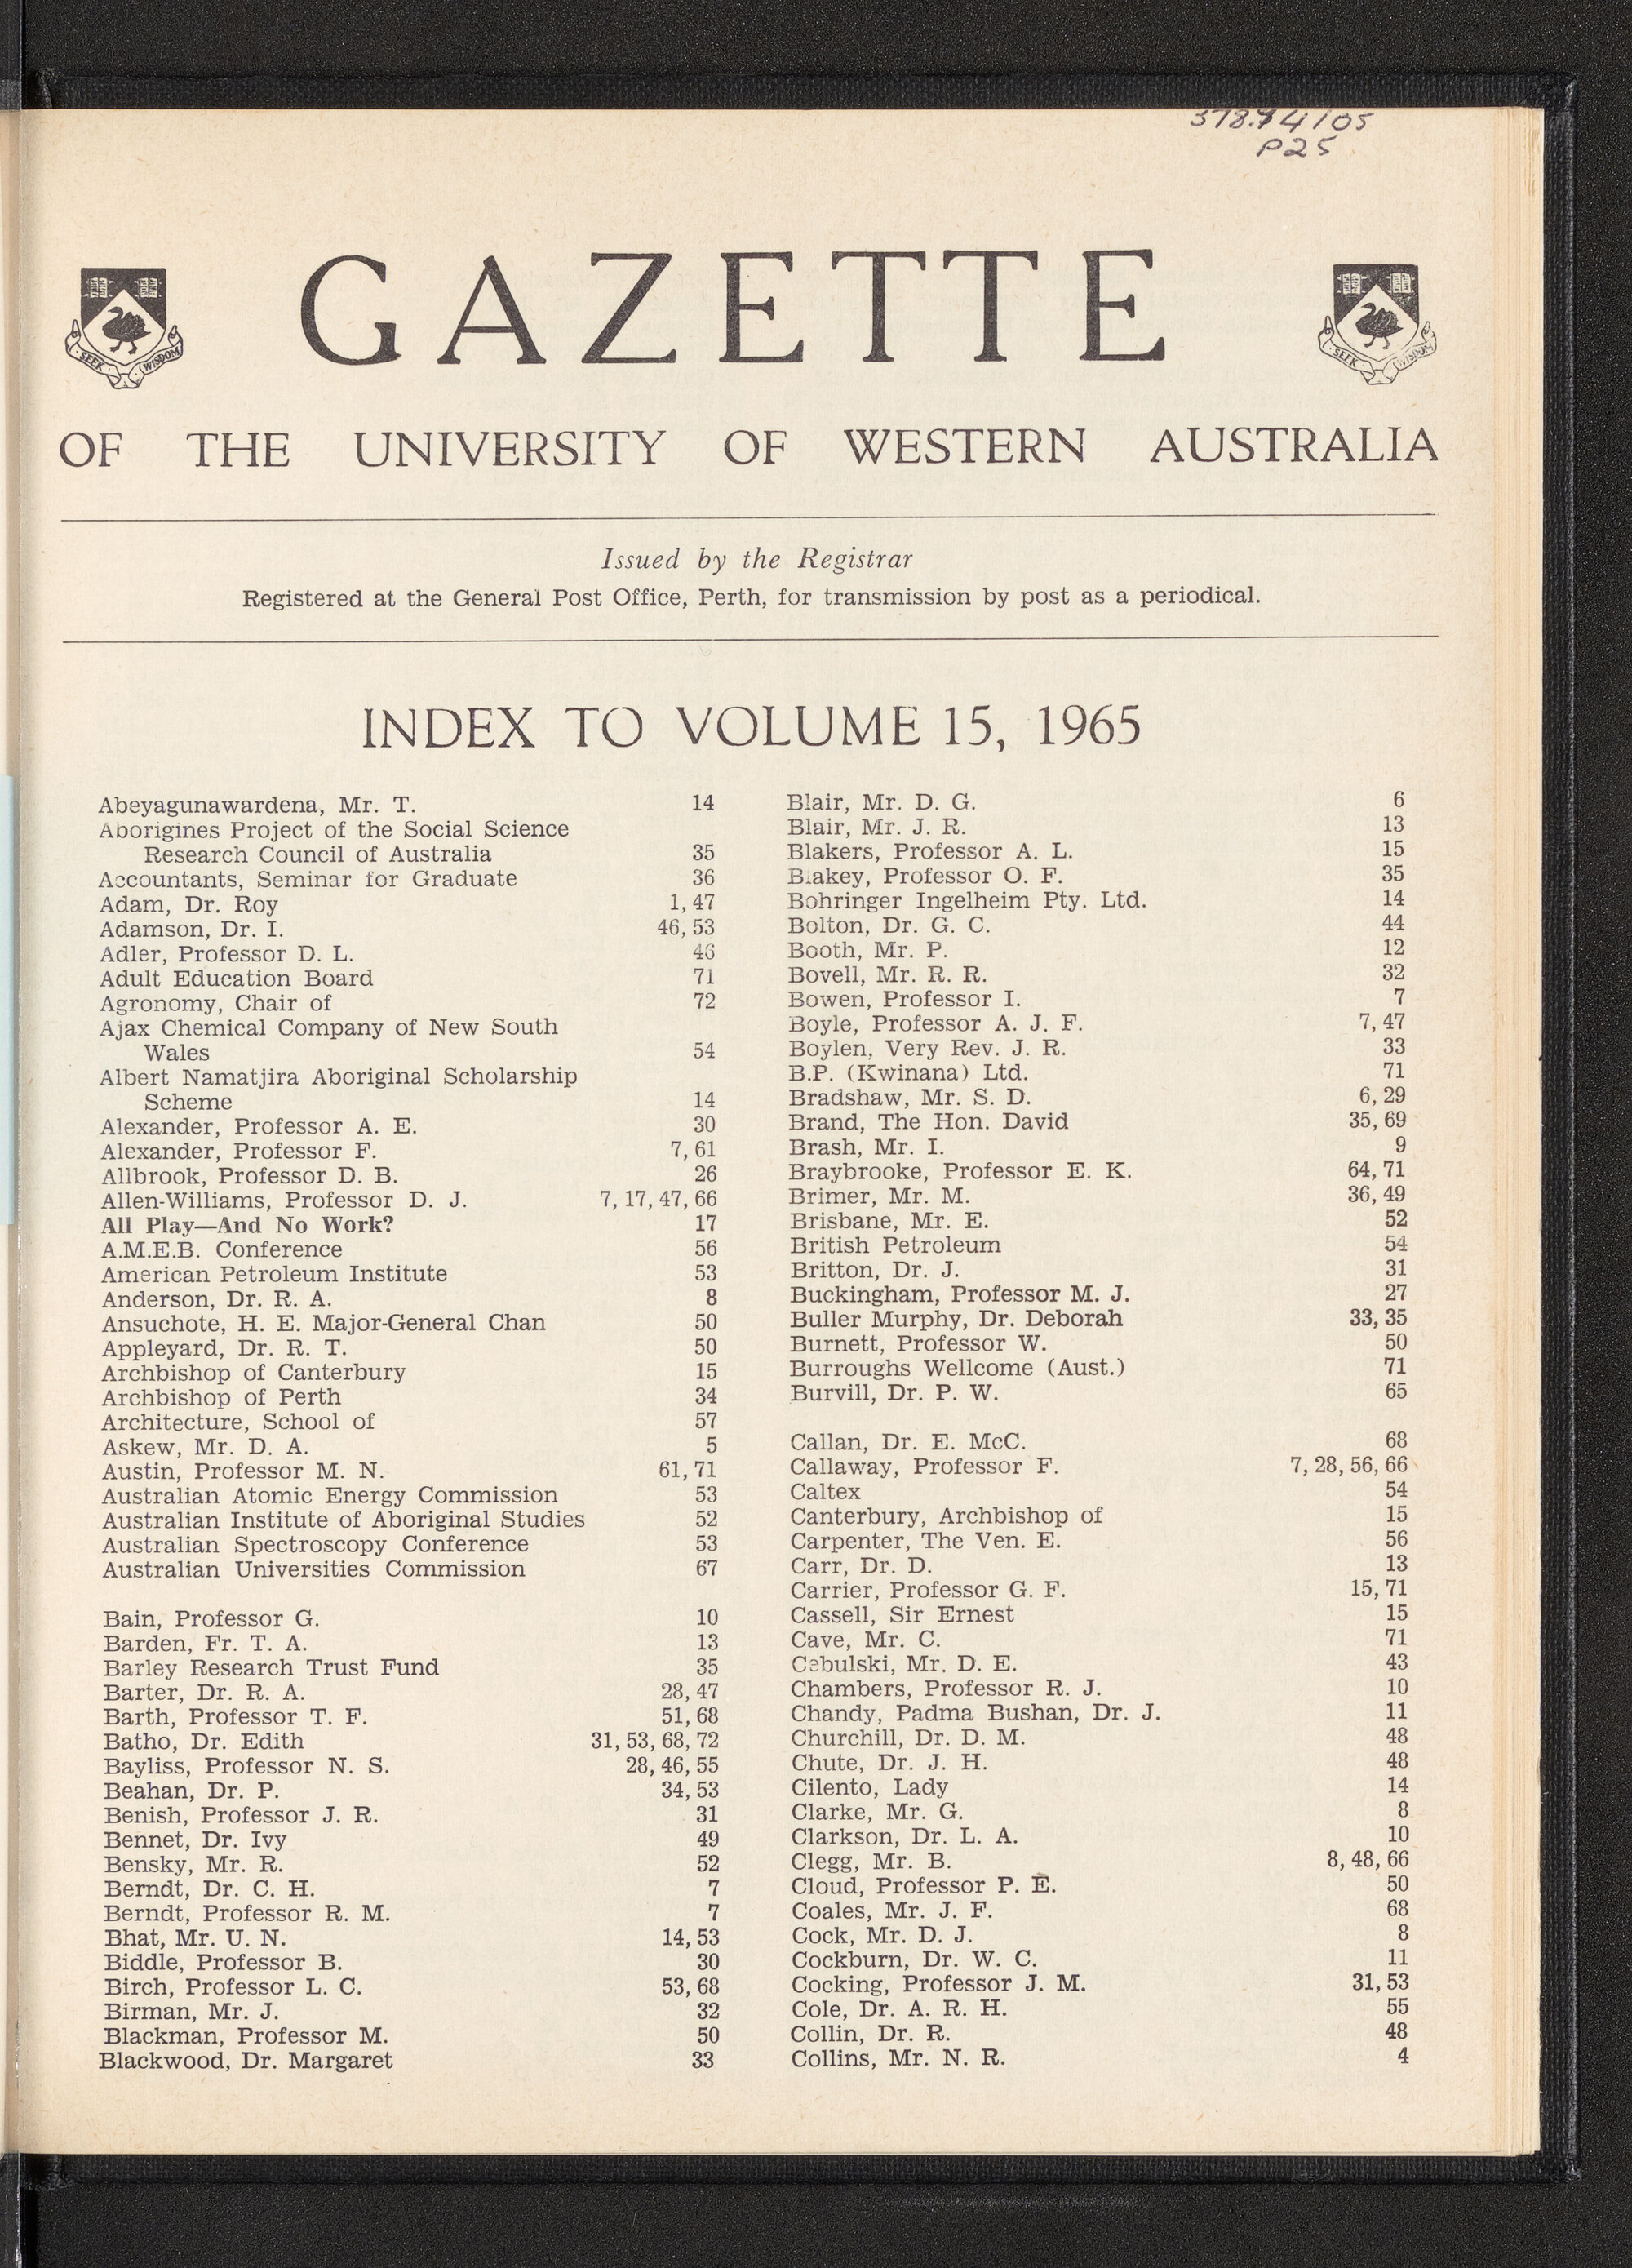 378.94105
P25
GAZETTE
SEEK WISDOM
SEEK WISDOM
OF THE UNIVERSITY OF WESTERN AUSTRALIA
Issued by the Registrar
Registered at the General Post Office, Perth, for transmission by post as a periodical.
INDEX TO VOLUME 15, 1965
Abeyagunawardena, Mr. T. 14
Aborigines Project of the Social Science
Research Council of Australia 35
Accountants, Seminar for Graduate 36
Adam, Dr. Roy 1, 47
Adamson, Dr. I. 46, 53
Adler, Professor D. L. 46
Adult Education Board 71
Agronomy, Chair of 72
Ajax Chemical Company of New South
Wales 54
Albert Namatjira Aboriginal Scholarship
Scheme 14
Alexander, Professor A. E. 30
Alexander, Professor F. 7, 61
Allbrook, Professor D. B. 26
Allen-Williams, Professor D. J. 7, 17, 47, 66
All Play—And No Work? 17
A.M.E.B. Conference 56
American Petroleum Institute 53
Anderson, Dr. R. A. 8
Ansuchote, H. E. Major-General Chan 50
Appleyard, Dr. R. T. 50
Archbishop of Canterbury 15
Archbishop of Perth 34
Architecture, School of 57
Askew, Mr. D. A. 5
Austin, Professor M. N. 61, 71
Australian Atomic Energy Commission 53
Australian Institute of Aboriginal Studies 52
Australian Spectroscopy Conference 53
Australian Universities Commission 67
Bain, Professor G. 10
Barden, Fr. T. A. 13
Barley Research Trust Fund 35
Barter, Dr. R. A. 28, 47
Barth, Professor T. F. 51, 68
Batho, Dr. Edith 31, 53, 68, 72
Bayliss, Professor N. S. 28, 46, 55
Beahan, Dr. P. 34, 53
Benish, Professor J. R. 31
Bennet, Dr. Ivy 49
Bensky, Mr. R. 52
Berndt, Dr. C. H. 7
Berndt, Professor R. M. 7
Bhat, Mr. U. N. 14, 53
Biddle, Professor B. 30
Birch, Professor L. C. 53, 68
Birman, Mr. J. 32
Blackman, Professor M. 50
Blackwood, Dr. Margaret 33
Blair, Mr. D. G. 6
Blair, Mr. J. R. 13
Blakers, Professor A. L. 15
Blakey, Professor O. F. 35
Bohringer Ingelheim Pty. Ltd. 14
Bolton, Dr. G. C. 44
Booth, Mr. P. 12
Bovell, Mr. R. R. 32
Bowen, Professor I. 7
Boyle, Professor A. J. F. 7, 47
Boylen, Very Rev. J. R. 33
B.P. (Kwinana) Ltd. 71
Bradshaw, Mr. S. D. 6, 29
Brand, The Hon. David 35, 69
Brash, Mr. I. 9
Braybrooke, Professor E. K. 64, 71
Brimer, Mr. M. 36, 49
Brisbane, Mr. E. 52
British Petroleum 54
Britton, Dr. J. 31
Buckingham, Professor M. J. 27
Buller Murphy, Dr. Deborah 33, 35
Burnett, Professor W. 50
Burroughs Wellcome (Aust.) 71
Burvill, Dr. P. W. 65
Callan, Dr. E. McC. 68
Callaway, Professor F. 7, 28, 56, 66
Caltex 54
Canterbury, Archbishop of 15
Carpenter, The Ven. E. 56
Carr, Dr. D. 13
Carrier, Professor G. F. 15, 71
Cassell, Sir Ernest 15
Cave, Mr. C. 71
Cebulski, Mr. D. E. 43
Chambers, Professor R. J. 10
Chandy, Padma Bushan, Dr. J. 11
Churchill, Dr. D. M. 48
Chute, Dr. J. H. 48
Cilento, Lady 14
Clarke, Mr. G. 8
Clarkson, Dr. L. A. 10
Clegg, Mr. B. 8, 48, 66
Cloud, Professor P. E. 50
Coales, Mr. J. F. 68
Cock, Mr. D. J. 8
Cockburn, Dr. W. C. 11
Cocking, Professor J. M. 31, 53
Cole, Dr. A. R. H. 55
Collin, Dr. R. 48
Collins, Mr. N. R. 4